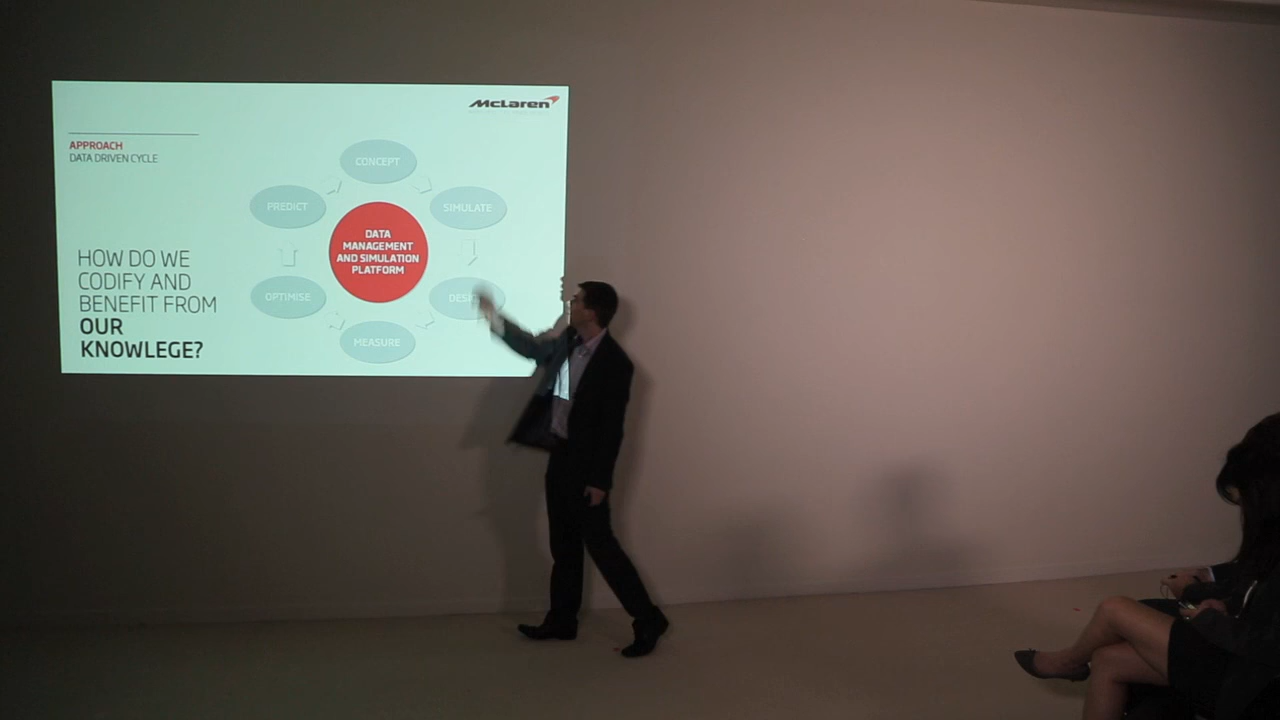 McLaren
APPROACH
DATA DRIVEN CYCLE
CONCEPT
PREDICT
SIMULATE
DATA
MANAGEMENT
AND SIMULATION
PLATFORM
HOW DO WE
CODIFY AND
BENEFIT FROM
OUR
KNOWLEGE?
OPTIMISE
MEASURE